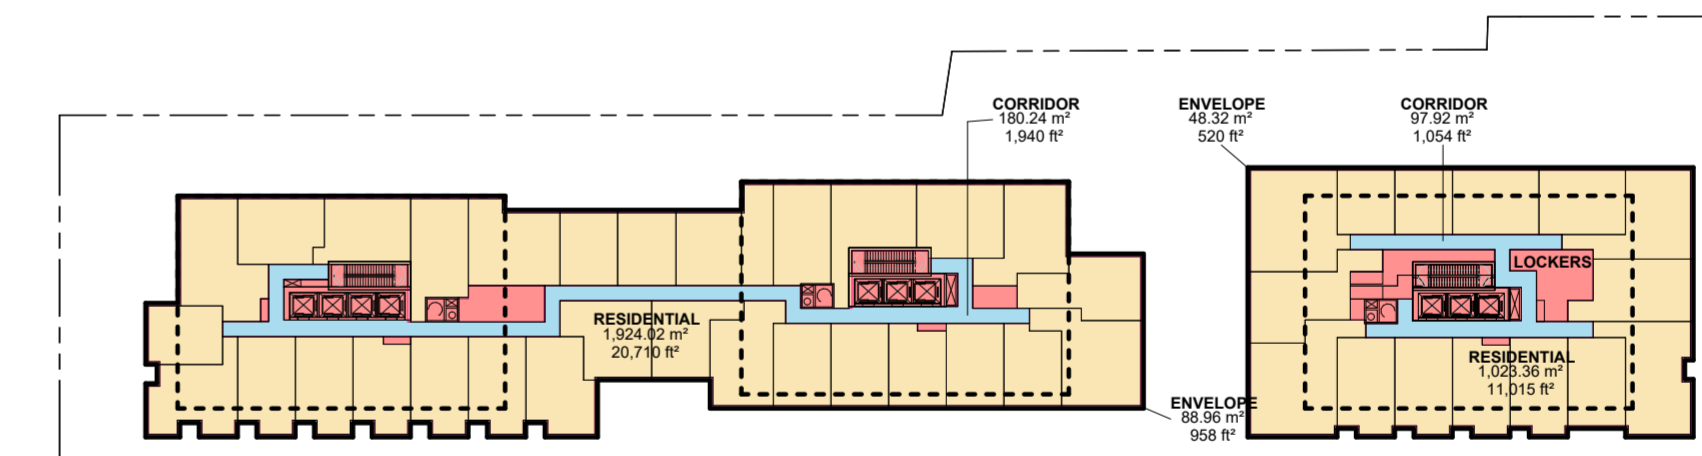 CORRIDOR
180.24 m²
1,940 ft²
ENVELOPE
48.32 m²
520 ft²
CORRIDOR
97.92 m²
1,054 ft²
LOCKERS
RESIDENTIAL
1,924.02 m²
20,710 ft²
RESIDENTIAL
1,023.36 m²
11,015 ft²
ENVELOPE
88.96 m²
958 ft²